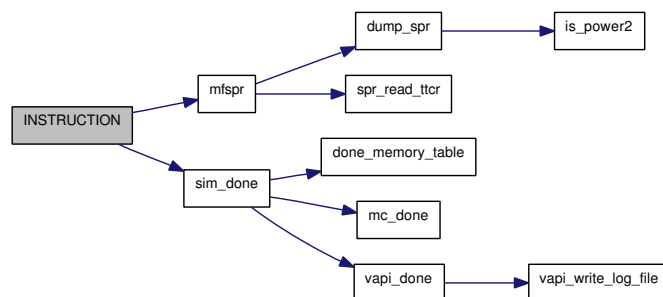 INSTRUCTION
mfspr
sim_done
dump_spr
spr_read_ttcr
done_memory_table
mc_done
vapi_done
is_power2
vapi_write_log_file